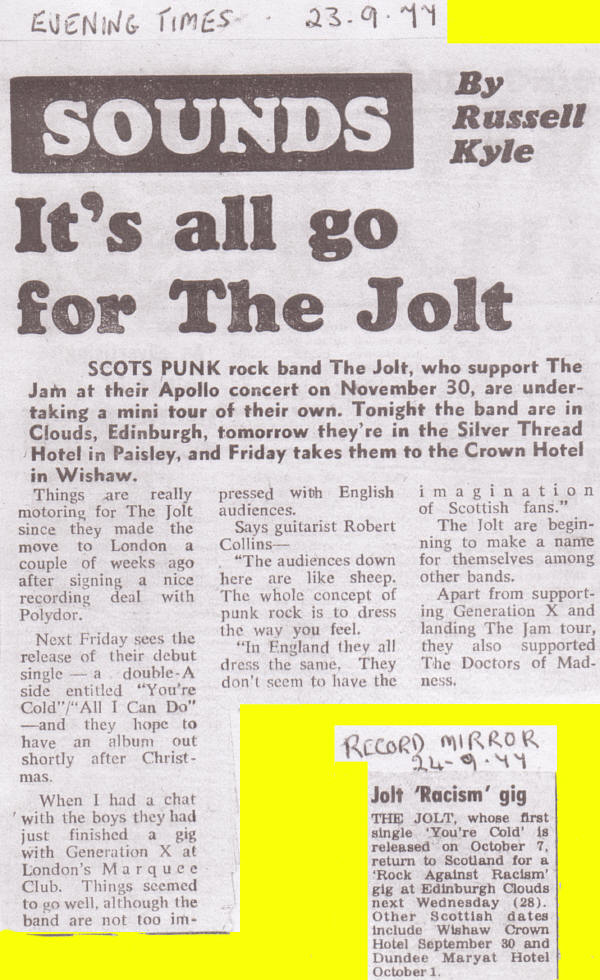 EVENING TIMES · 23-9-77
SOUNDS
By
Russell
Kyle
It's all go
for The Jolt
SCOTS PUNK rock band The Jolt, who support The
Jam at their Apollo concert on November 30, are under-
taking a mini tour of their own. Tonight the band are in
Clouds, Edinburgh, tomorrow they're in the Silver Thread
Hotel in Paisley, and Friday takes them to the Crown Hotel
in Wishaw.
Things are really
motoring for The Jolt
since they made the
move to London a
couple of weeks ago
after signing a nice
recording deal with
Polydor.
Next Friday sees the
release of their debut
single — a double-A
side entitled "You're
Cold"/"All I Can Do"
—and they hope to
have an album out
shortly after Christ-
mas.
When I had a chat
with the boys they had
just finished a gig
with Generation X at
London's Marquee
Club. Things seemed
to go well, although the
band are not too im-
pressed with English
audiences.
Says guitarist Robert
Collins—
"The audiences down
here are like sheep.
The whole concept of
punk rock is to dress
the way you feel.
"In England they all
dress the same. They
don't seem to have the
imagination
of Scottish fans."
The Jolt are begin-
ning to make a name
for themselves among
other bands.
Apart from support-
ing Generation X and
landing The Jam tour,
they also supported
The Doctors of Mad-
ness.
RECORD MIRROR
24-9-77
Jolt 'Racism' gig
THE JOLT, whose first
single 'You're Cold' is
released on October 7,
return to Scotland for a
'Rock Against Racism'
gig at Edinburgh Clouds
next Wednesday (28).
Other Scottish dates
include Wishaw Crown
Hotel September 30 and
Dundee Maryat Hotel
October 1.